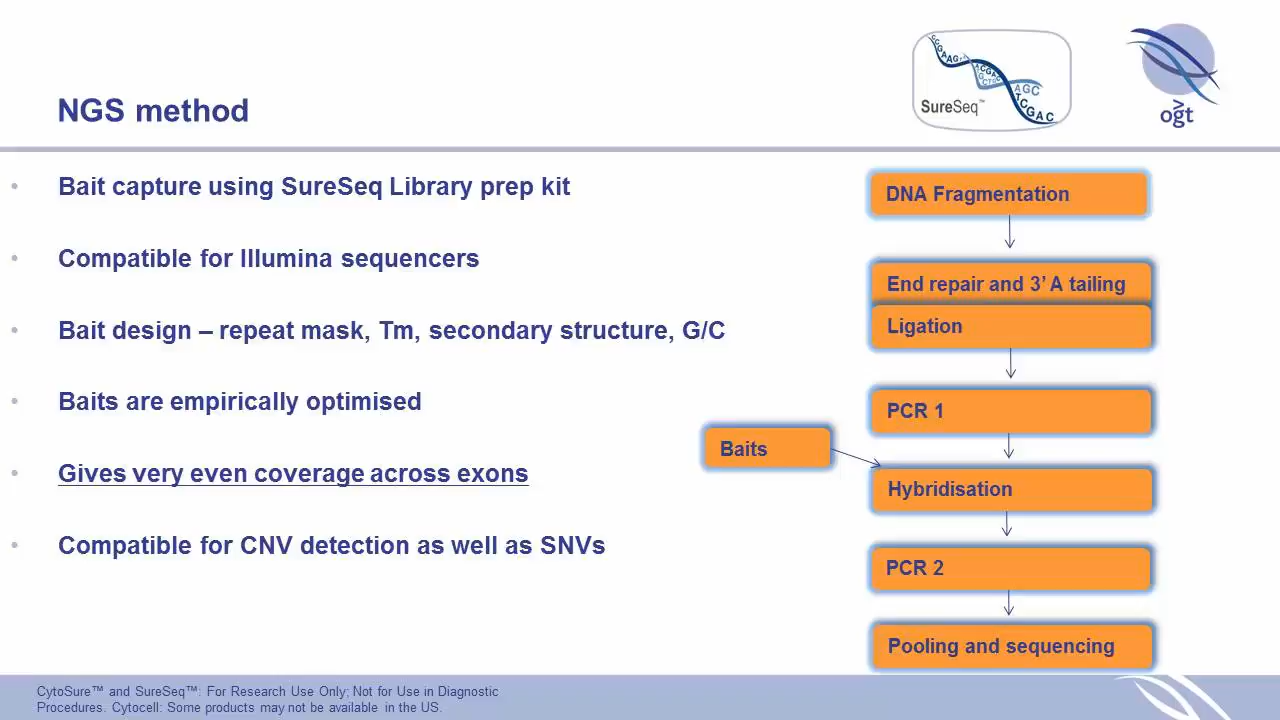 NGS method
SureSeq™
ogt
• Bait capture using SureSeq Library prep kit
• Compatible for Illumina sequencers
• Bait design – repeat mask, Tm, secondary structure, G/C
• Baits are empirically optimised
• Gives very even coverage across exons
• Compatible for CNV detection as well as SNVs
DNA Fragmentation
End repair and 3’ A tailing
Ligation
PCR 1
Baits
Hybridisation
PCR 2
Pooling and sequencing
CytoSure™ and SureSeq™: For Research Use Only; Not for Use in Diagnostic
Procedures. Cytocell: Some products may not be available in the US.